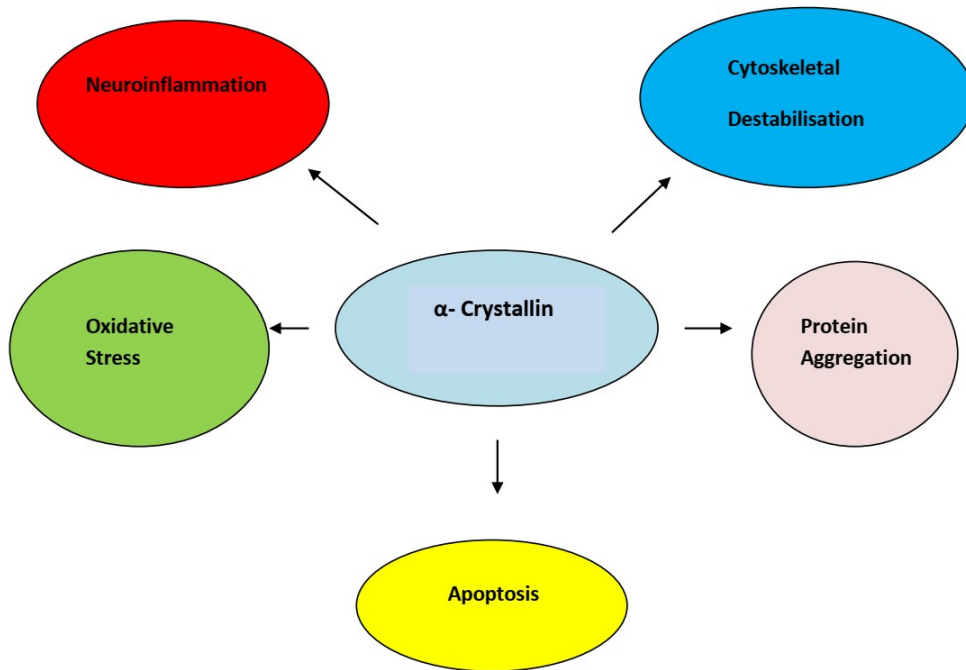 Neuroinflammation
Cytoskeletal
Destabilisation
α- Crystallin
Oxidative
Stress
Protein
Aggregation
Apoptosis